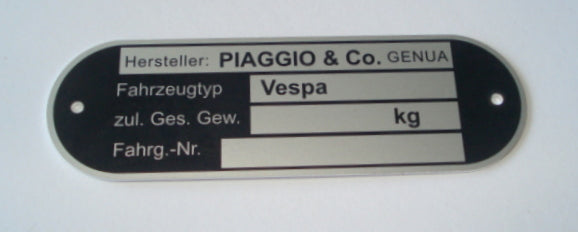 Hersteller: PIAGGIO & Co. GENUA
Fahrzeugtyp Vespa
zul. Ges. Gew. kg
Fahrg.-Nr.